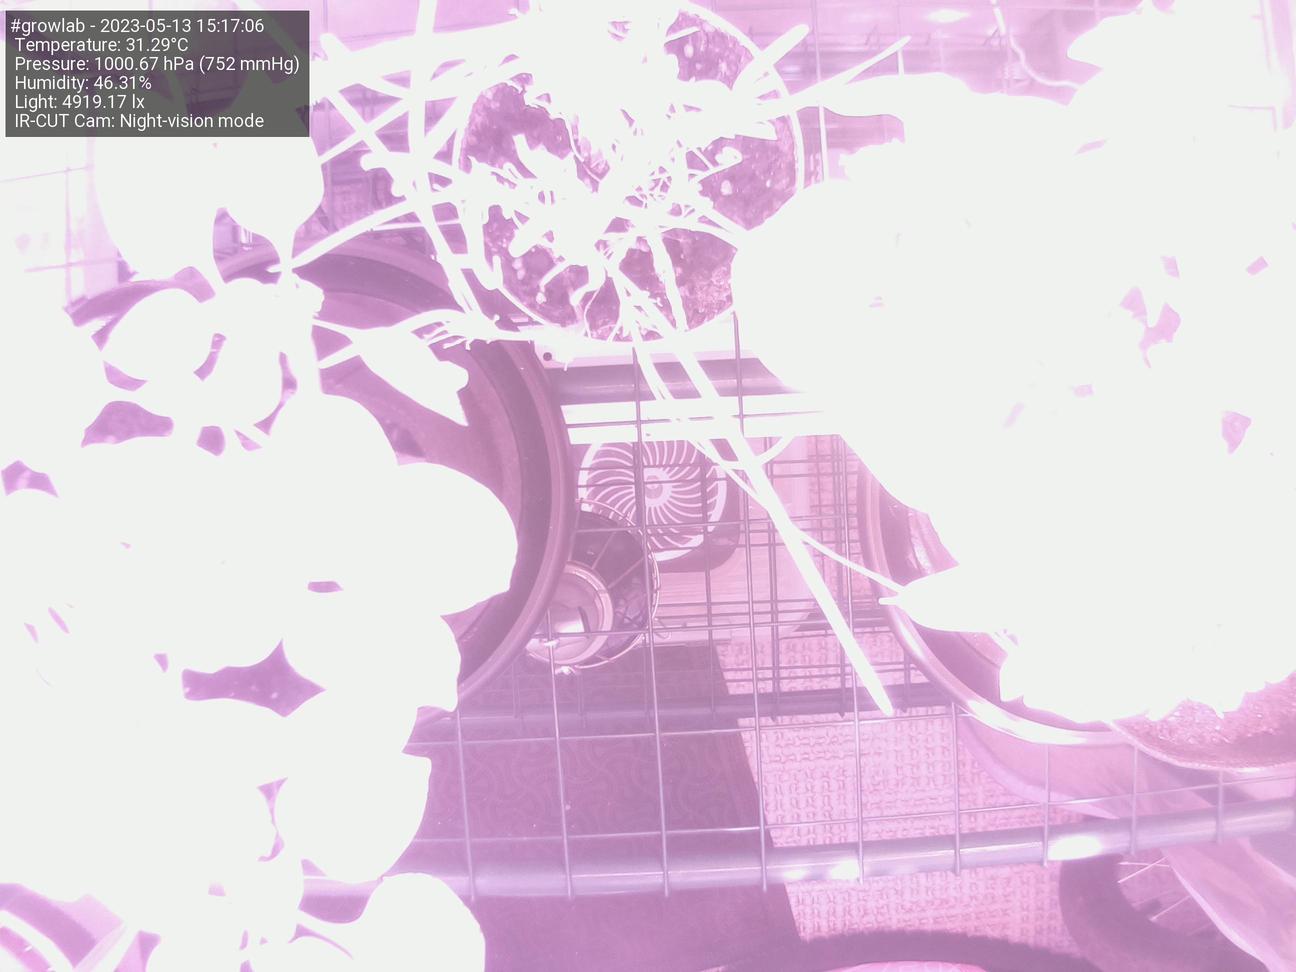 #growlab - 2023-05-13 15:17:06
Temperature: 31.29°C
Pressure: 1000.67 hPa (752 mmHg)
Humidity: 46.31%
Light: 4919.17 lx
IR-CUT Cam: Night-vision mode